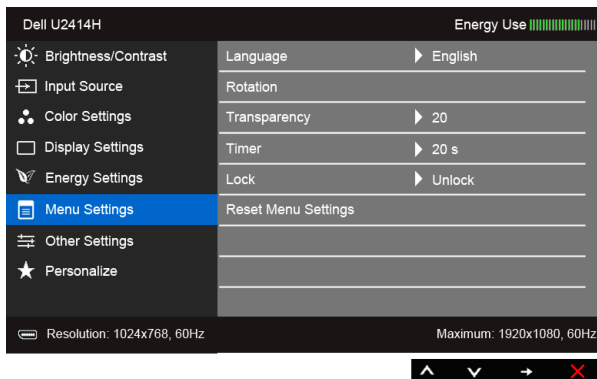 Dell U2414H Energy Use
Brightness/Contrast Language English
Input Source Rotation
Color Settings Transparency 20
Display Settings Timer 20 s
Energy Settings Lock Unlock
Menu Settings Reset Menu Settings
Other Settings
Personalize
Resolution: 1024x768, 60Hz Maximum: 1920x1080, 60Hz